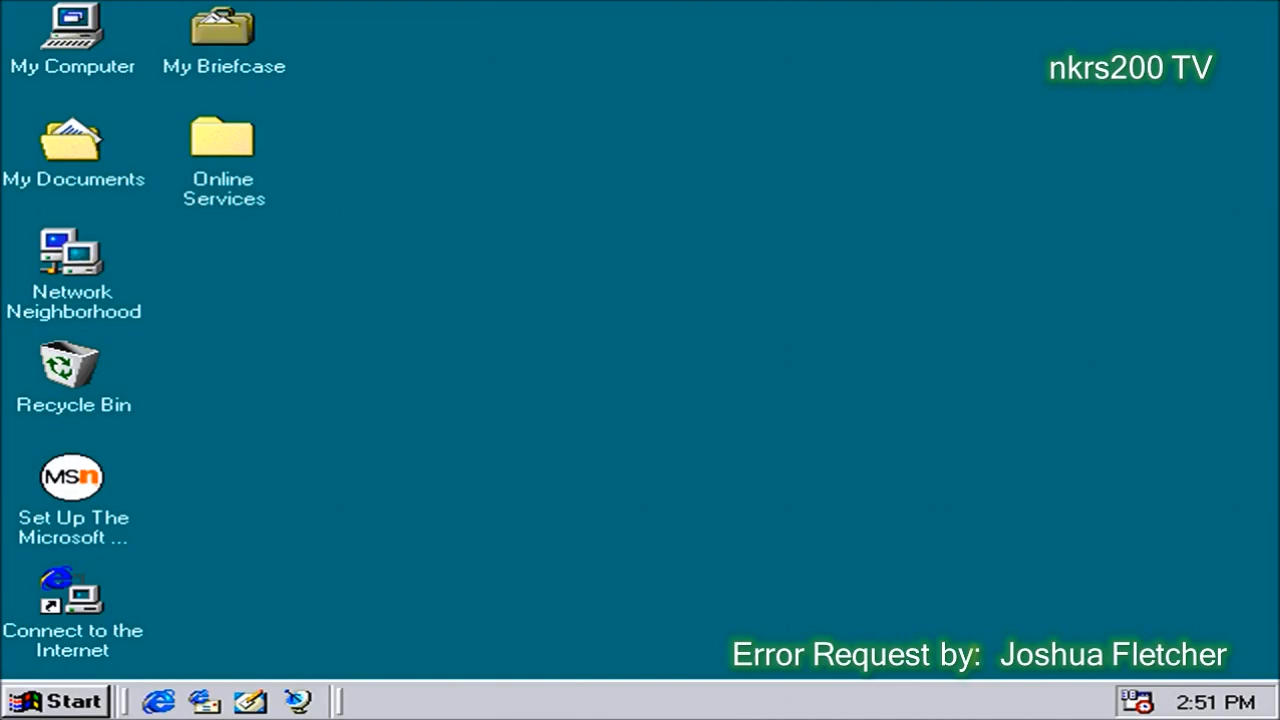 My Computer
My Briefcase
nkrs200 TV
My Documents
Online
Services
Network
Neighborhood
Recycle Bin
msn
Set Up The
Microsoft ...
Connect to the
Internet
Error Request by: Joshua Fletcher
Start
2:51 PM